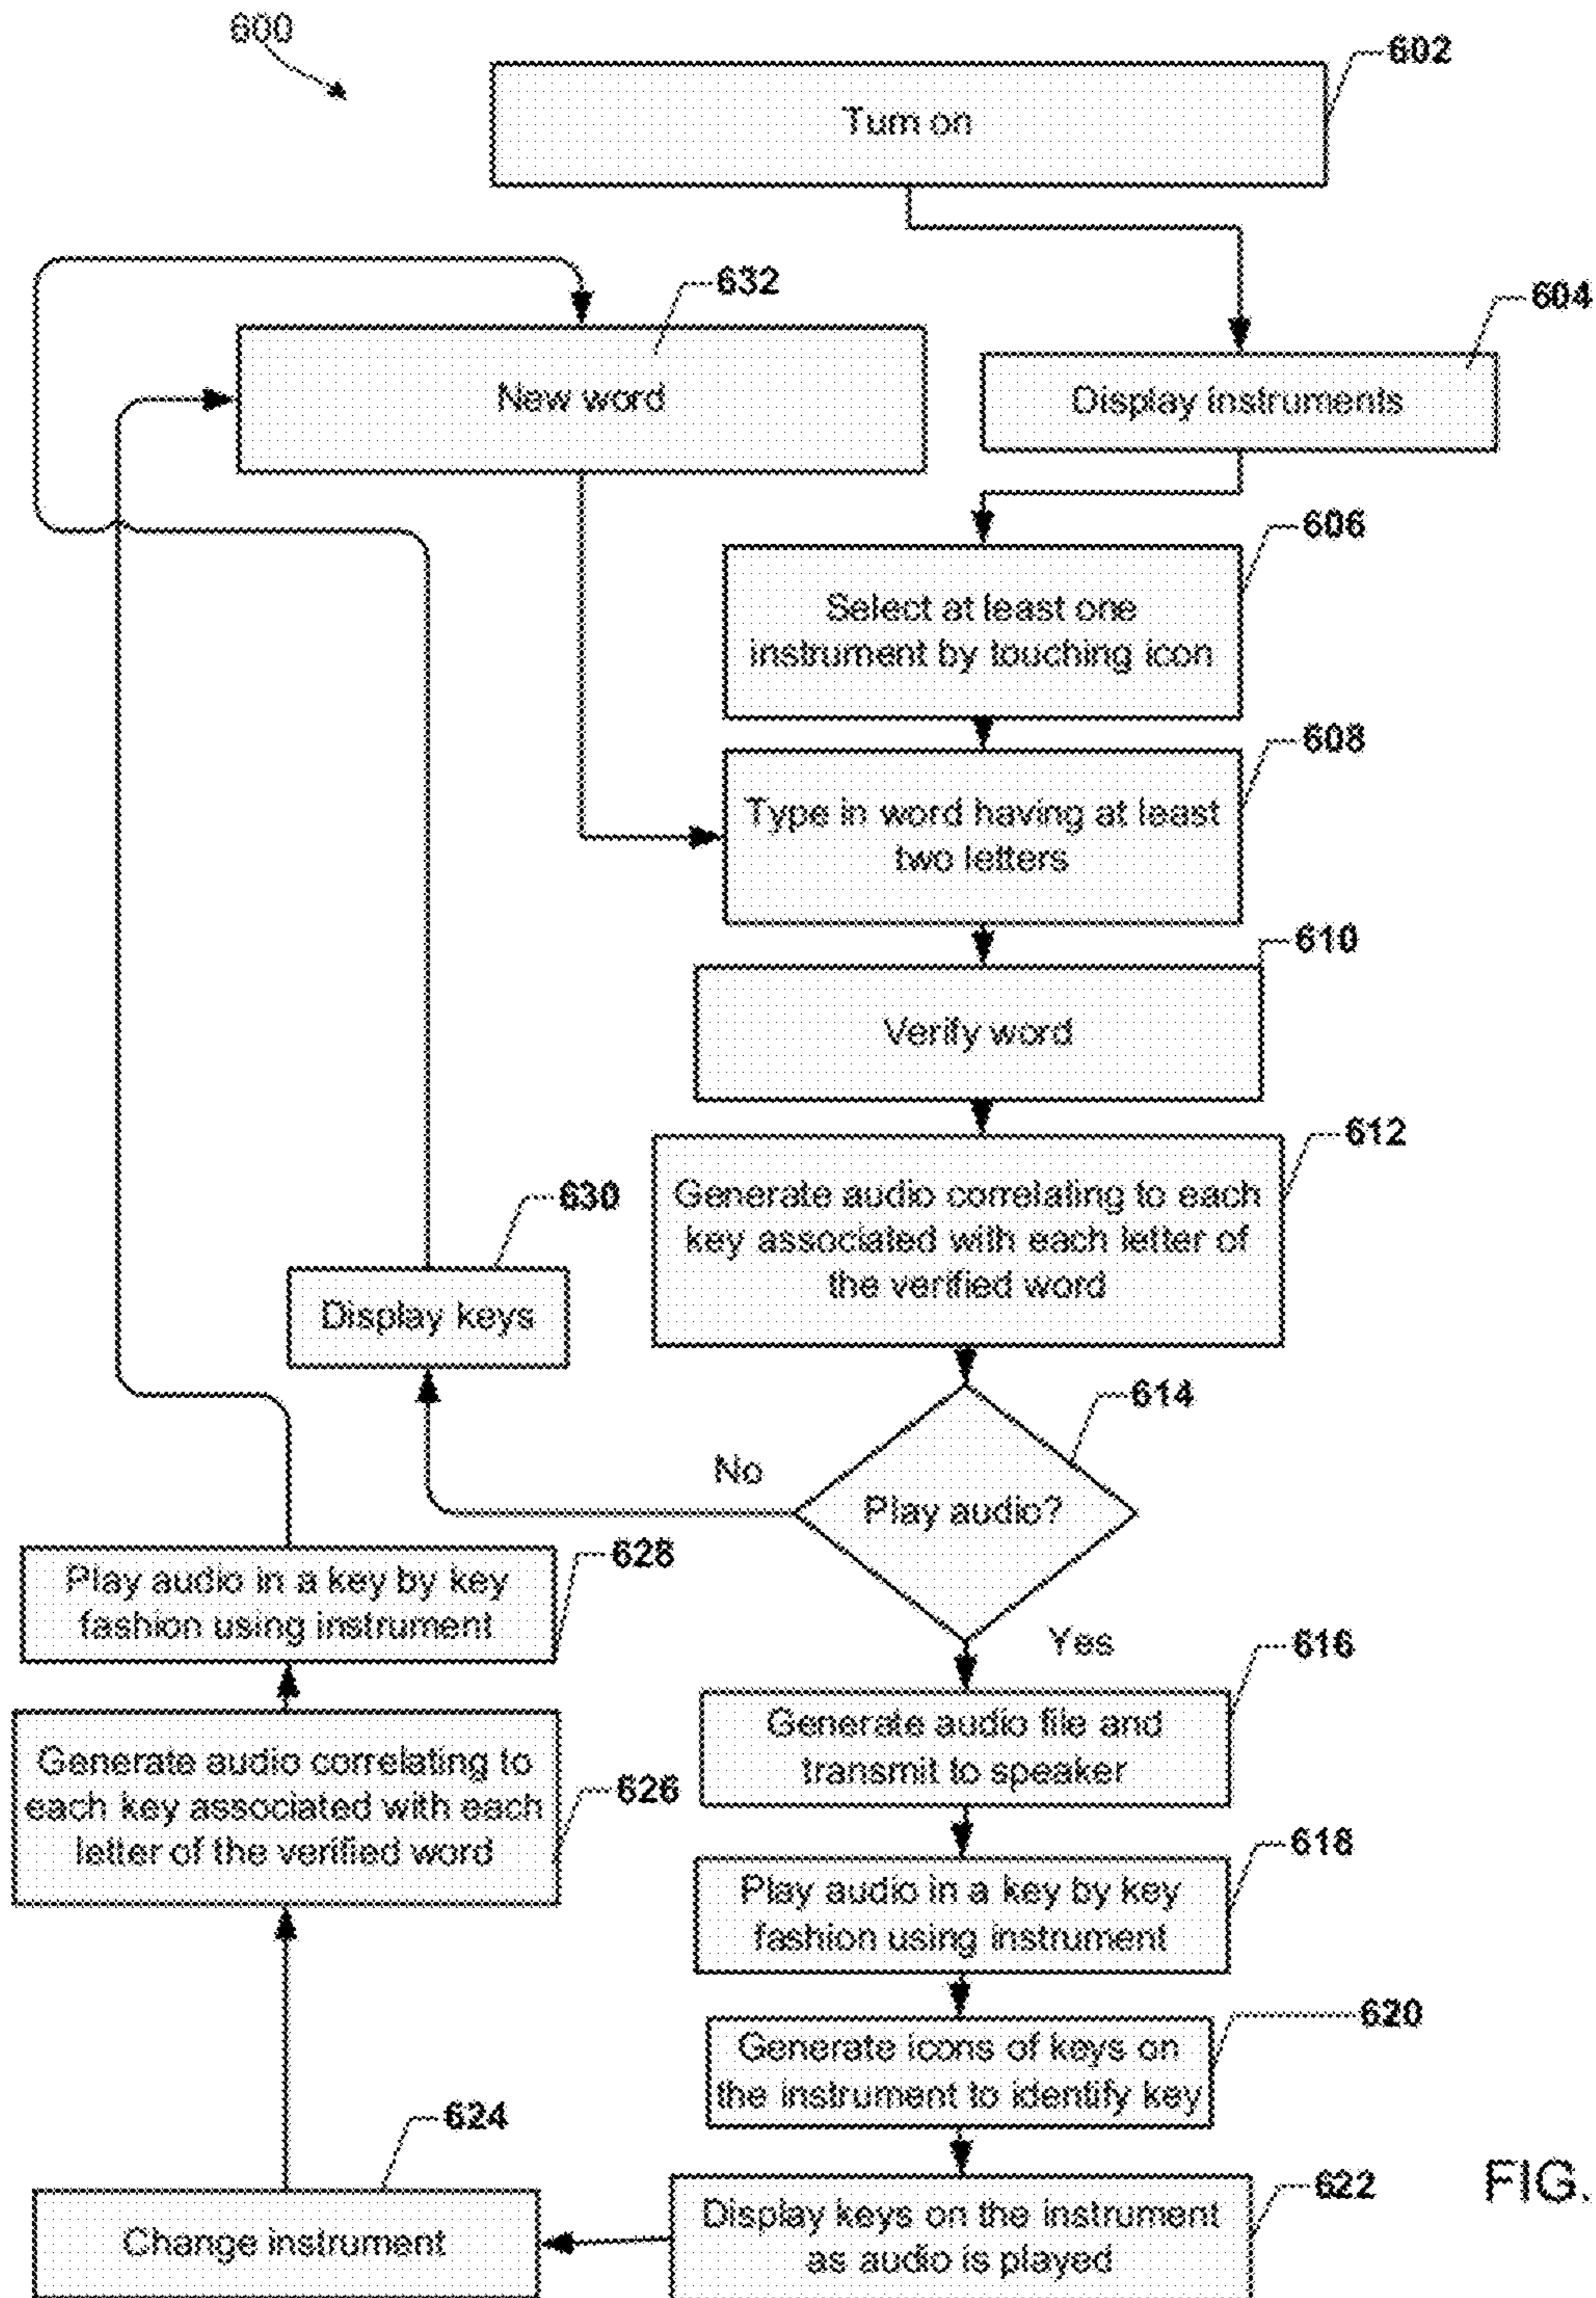 600
602
Turn on
632
604
New word
Display instruments
606
Select at least one
instrument by touching icon
608
Type in word having at least
two letters
610
Verify word
612
Generate audio correlating to each
key associated with each letter of
the verified word
630
Display keys
614
No
Play audio?
Yes
628
Play audio in a key by key
fashion using instrument
616
Generate audio file and
transmit to speaker
626
Generate audio correlating to
each key associated with each
letter of the verified word
618
Play audio in a key by key
fashion using instrument
620
Generate icons of keys on
the instrument to identify key
624
Change instrument
622
Display keys on the instrument
as audio is played
FIG.